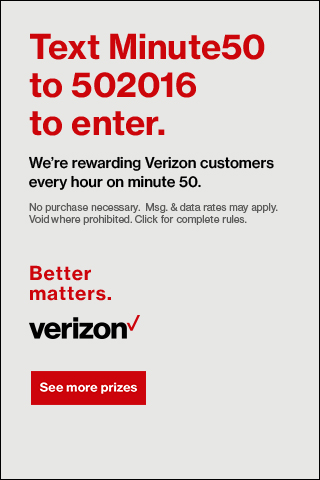 Text Minute50
to 502016
to enter.
We're rewarding Verizon customers
every hour on minute 50.
No purchase necessary. Msg. & data rates may apply.
Void where prohibited. Click for complete rules.
Better
matters.
verizon✓
See more prizes